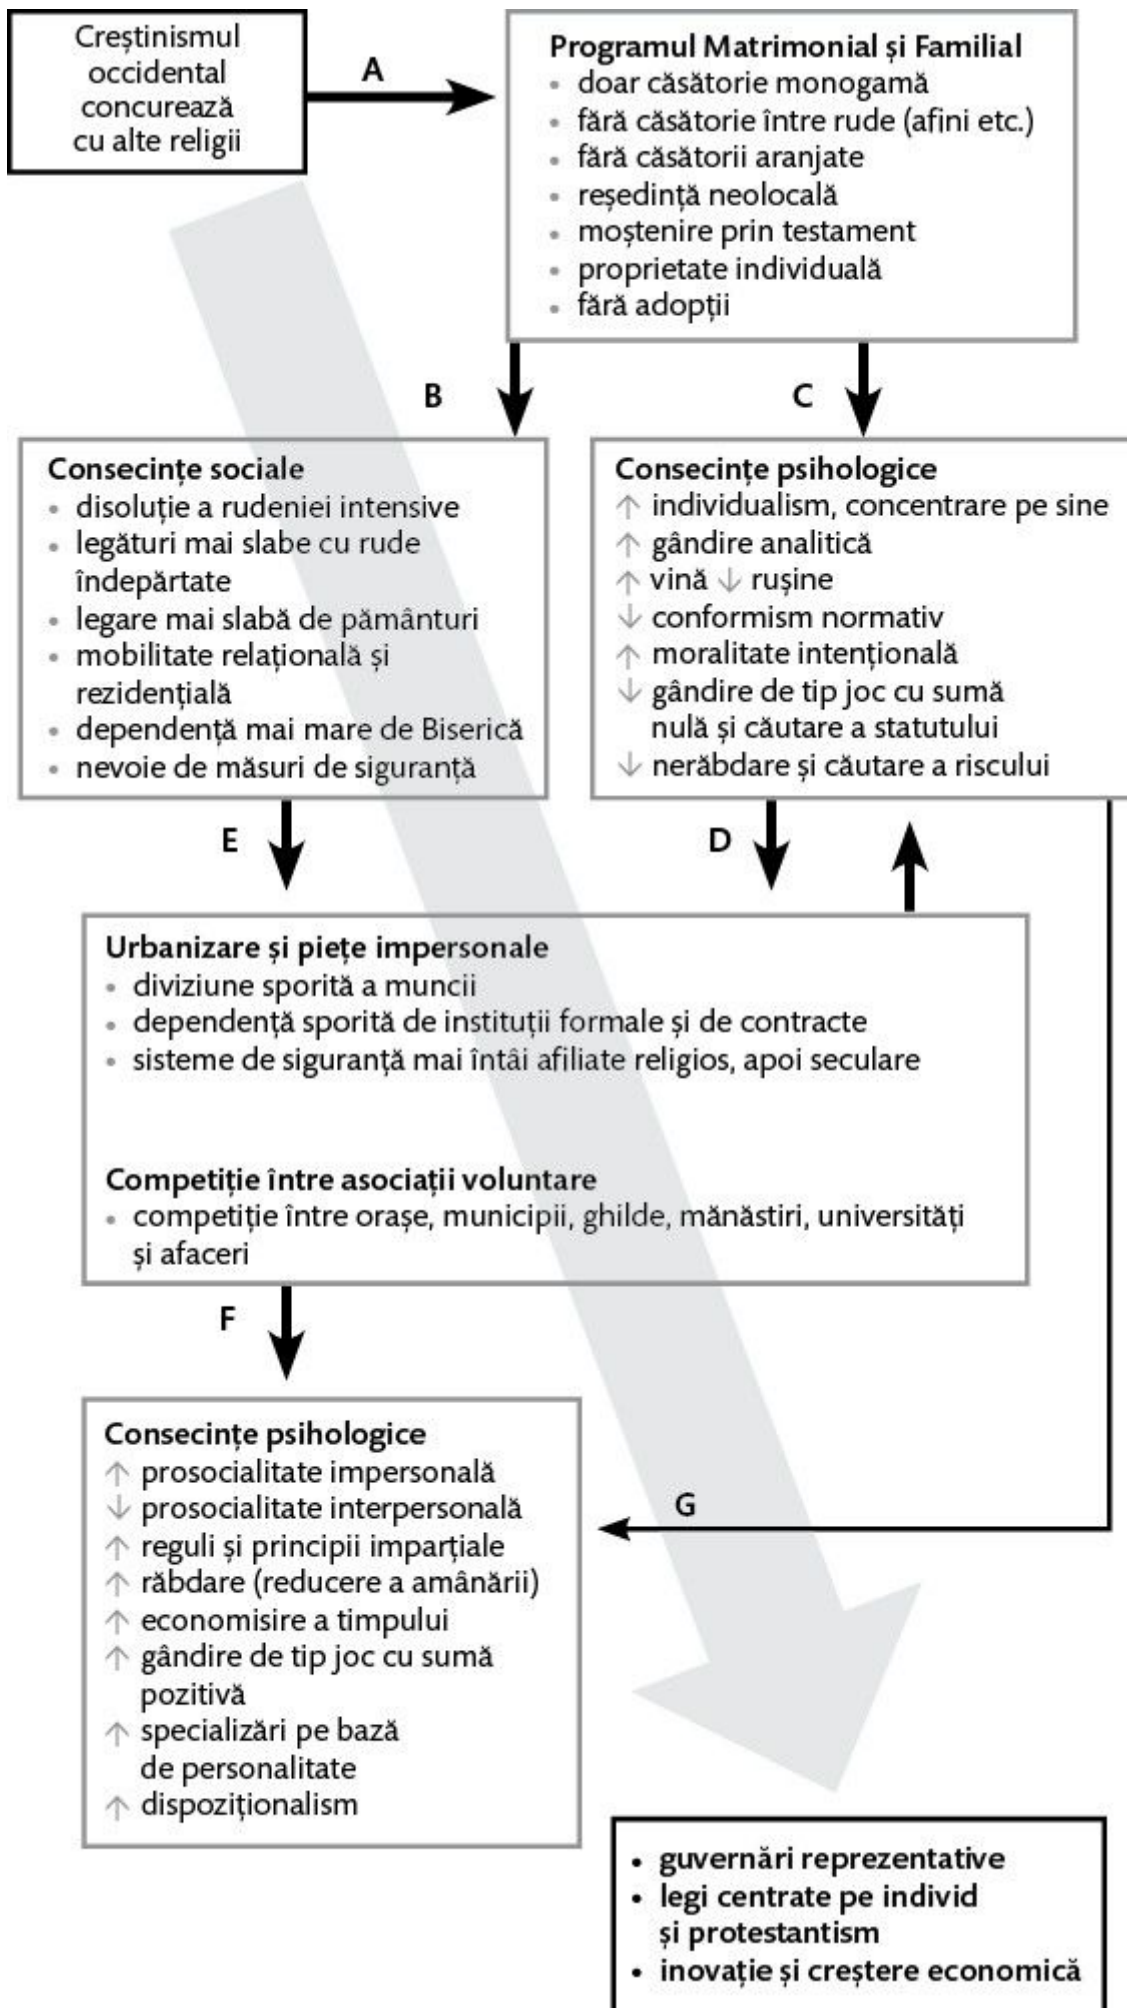 Creștinismul
occidental
concurează
cu alte religii
A
Programul Matrimonial și Familial
• doar căsătorie monogamă
• fără căsătorie între rude (afini etc.)
• fără căsătorii aranjate
• reședință neolocală
• moștenire prin testament
• proprietate individuală
• fără adopții
B
C
Consecințe sociale
• disoluție a rudeniei intensive
• legături mai slabe cu rude
îndepărtate
• legare mai slabă de pământuri
• mobilitate relațională și
rezidențială
• dependență mai mare de Biserică
• nevoie de măsuri de siguranță
Consecințe psihologice
↑ individualism, concentrare pe sine
↑ gândire analitică
↑ vină ↓ rușine
↓ conformism normativ
↑ moralitate intențională
↓ gândire de tip joc cu sumă
nulă și căutare a statutului
↓ nerăbdare și căutare a riscului
E
D
Urbanizare și piețe impersonale
• diviziune sporită a muncii
• dependență sporită de instituții formale și de contracte
• sisteme de siguranță mai întâi afiliate religios, apoi seculare
Competiție între asociații voluntare
• competiție între orașe, municipii, ghilde, mănăstiri, universități
și afaceri
F
Consecințe psihologice
↑ prosocialitate impersonală
↓ prosocialitate interpersonală
↑ reguli și principii imparțiale
↑ răbdare (reducere a amânării)
↑ economisire a timpului
↑ gândire de tip joc cu sumă
pozitivă
↑ specializări pe bază
de personalitate
↑ dispoziționalism
G
• guvernări reprezentative
• legi centrate pe individ
și protestantism
• inovație și creștere economică